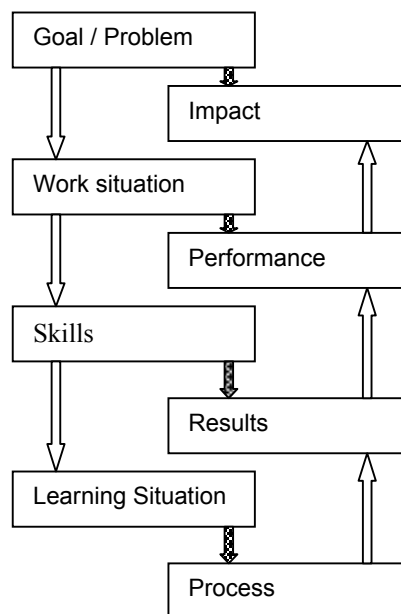 Goal / Problem
Impact
Work situation
Performance
Skills
Results
Learning Situation
Process